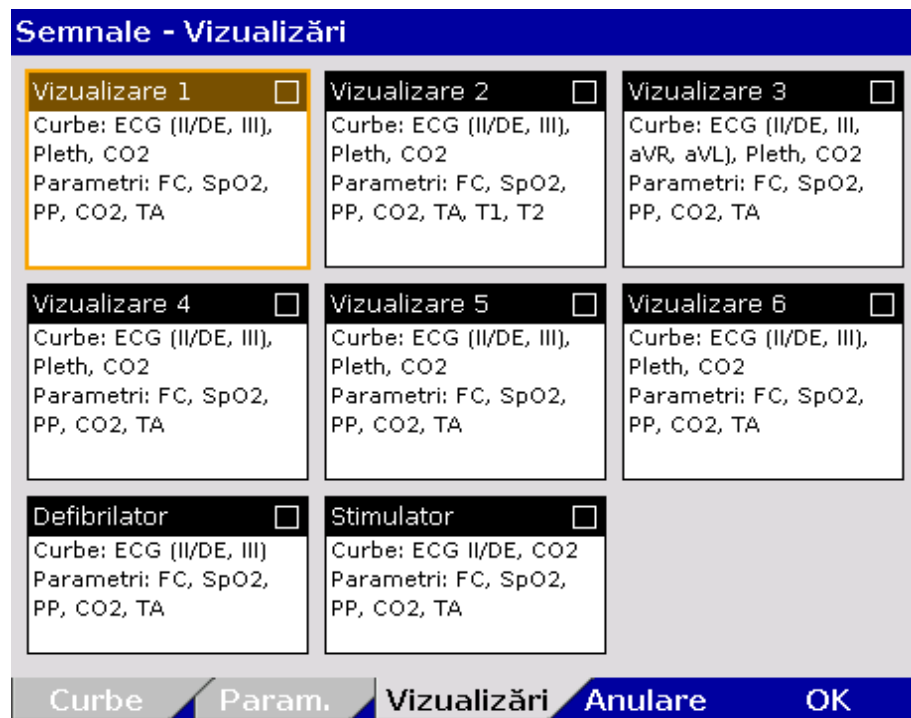 Semnale - Vizualizări
Vizualizare 1
Curbe: ECG (II/DE, III),
Pleth, CO2
Parametri: FC, SpO2,
PP, CO2, TA
Vizualizare 2
Curbe: ECG (II/DE, III),
Pleth, CO2
Parametri: FC, SpO2,
PP, CO2, TA, T1, T2
Vizualizare 3
Curbe: ECG (II/DE, III,
aVR, aVL), Pleth, CO2
Parametri: FC, SpO2,
PP, CO2, TA
Vizualizare 4
Curbe: ECG (II/DE, III),
Pleth, CO2
Parametri: FC, SpO2,
PP, CO2, TA
Vizualizare 5
Curbe: ECG (II/DE, III),
Pleth, CO2
Parametri: FC, SpO2,
PP, CO2, TA
Vizualizare 6
Curbe: ECG (II/DE, III),
Pleth, CO2
Parametri: FC, SpO2,
PP, CO2, TA
Defibrilator
Curbe: ECG (II/DE, III)
Parametri: FC, SpO2,
PP, CO2, TA
Stimulator
Curbe: ECG II/DE, CO2
Parametri: FC, SpO2,
PP, CO2, TA
Curbe Param. Vizualizări Anulare OK